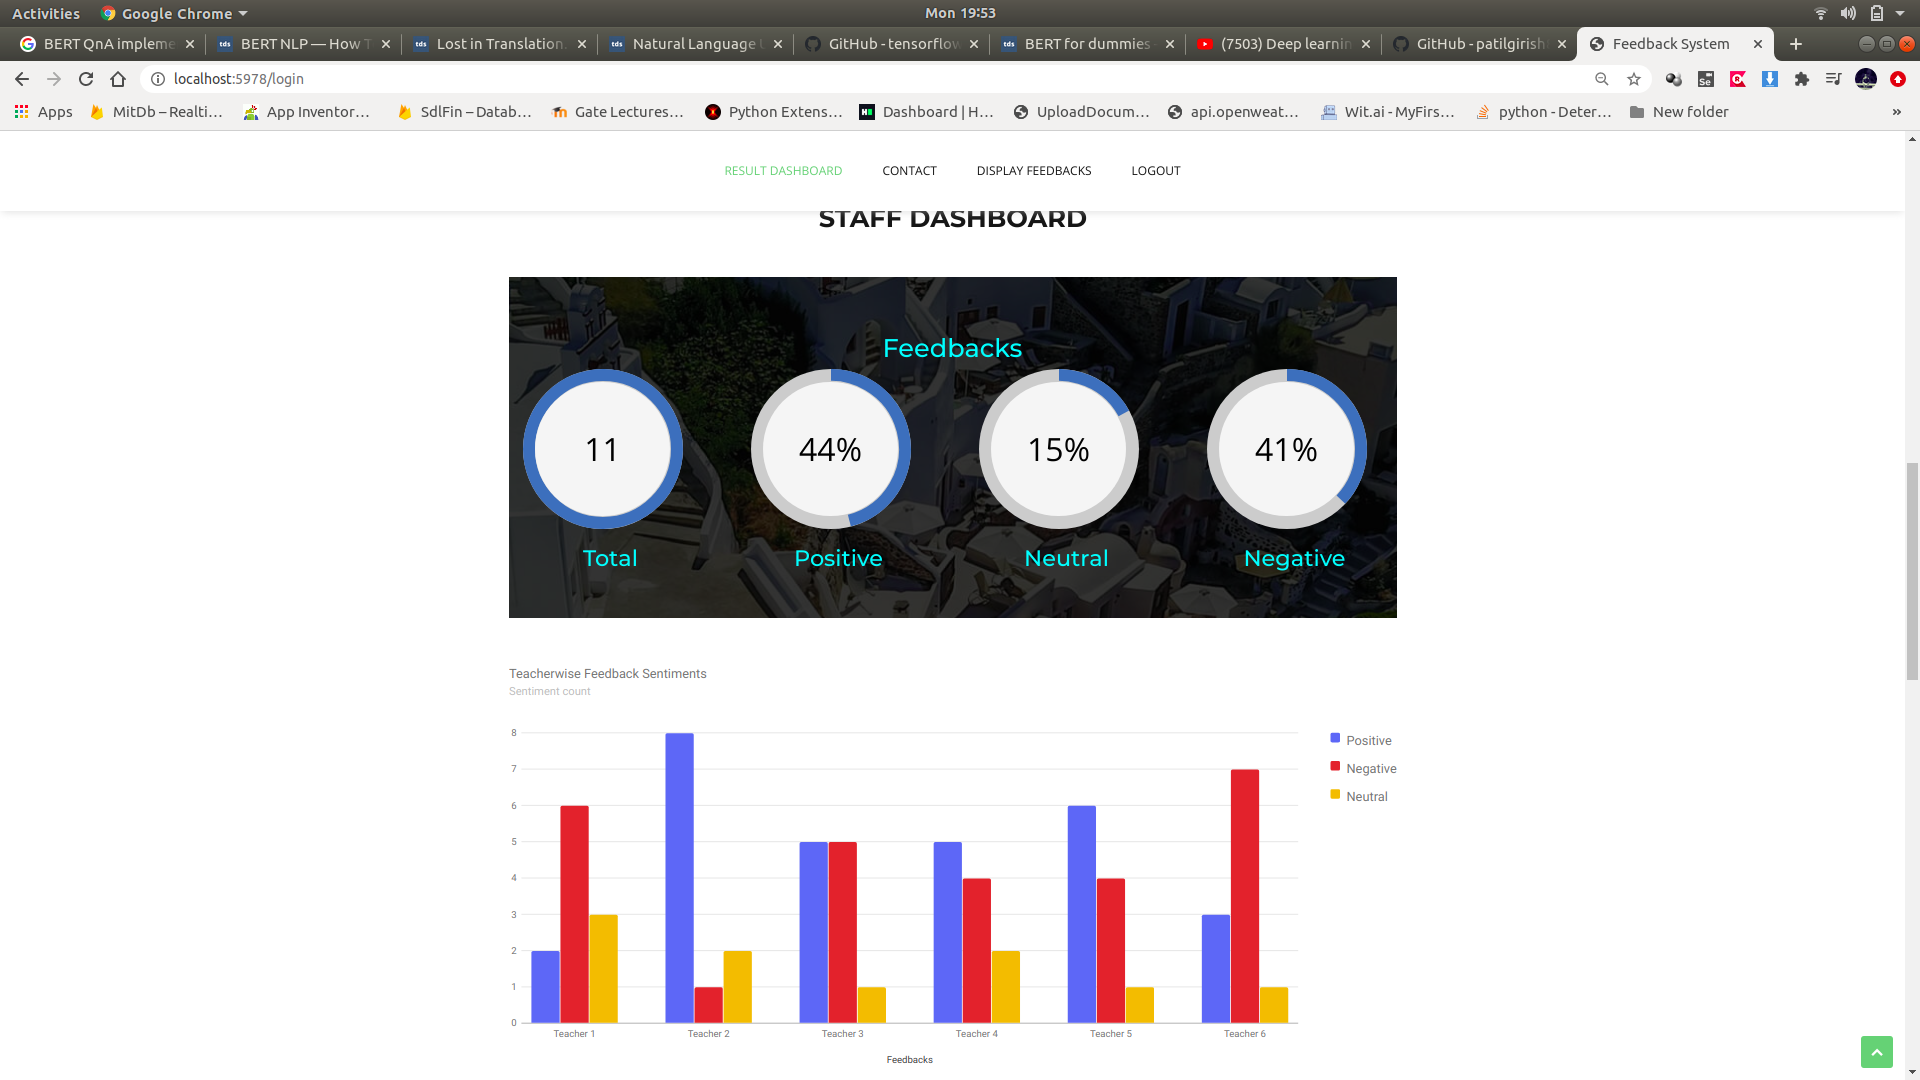 Activities Google Chrome Mon 19:53
BERT QnA impleme BERT NLP — How T Lost in Translation. Natural Language GitHub - tensorflow BERT for dummies (7503) Deep learnin GitHub - patilgirish Feedback System
localhost:5978/login
Apps MitDb – Realti... App Inventor... SdlFin – Datab... Gate Lectures... Python Extens... Dashboard | H... UploadDocum... api.openweat... Wit.ai - MyFirs... python - Deter... New folder »
RESULT DASHBOARD CONTACT DISPLAY FEEDBACKS LOGOUT
STAFF DASHBOARD
Feedbacks
11 44% 15% 41%
Total Positive Neutral Negative
Teacherwise Feedback Sentiments
Sentiment count
8
7
6
5
4
3
2
1
0
Positive
Negative
Neutral
Teacher 1 Teacher 2 Teacher 3 Teacher 4 Teacher 5 Teacher 6
Feedbacks